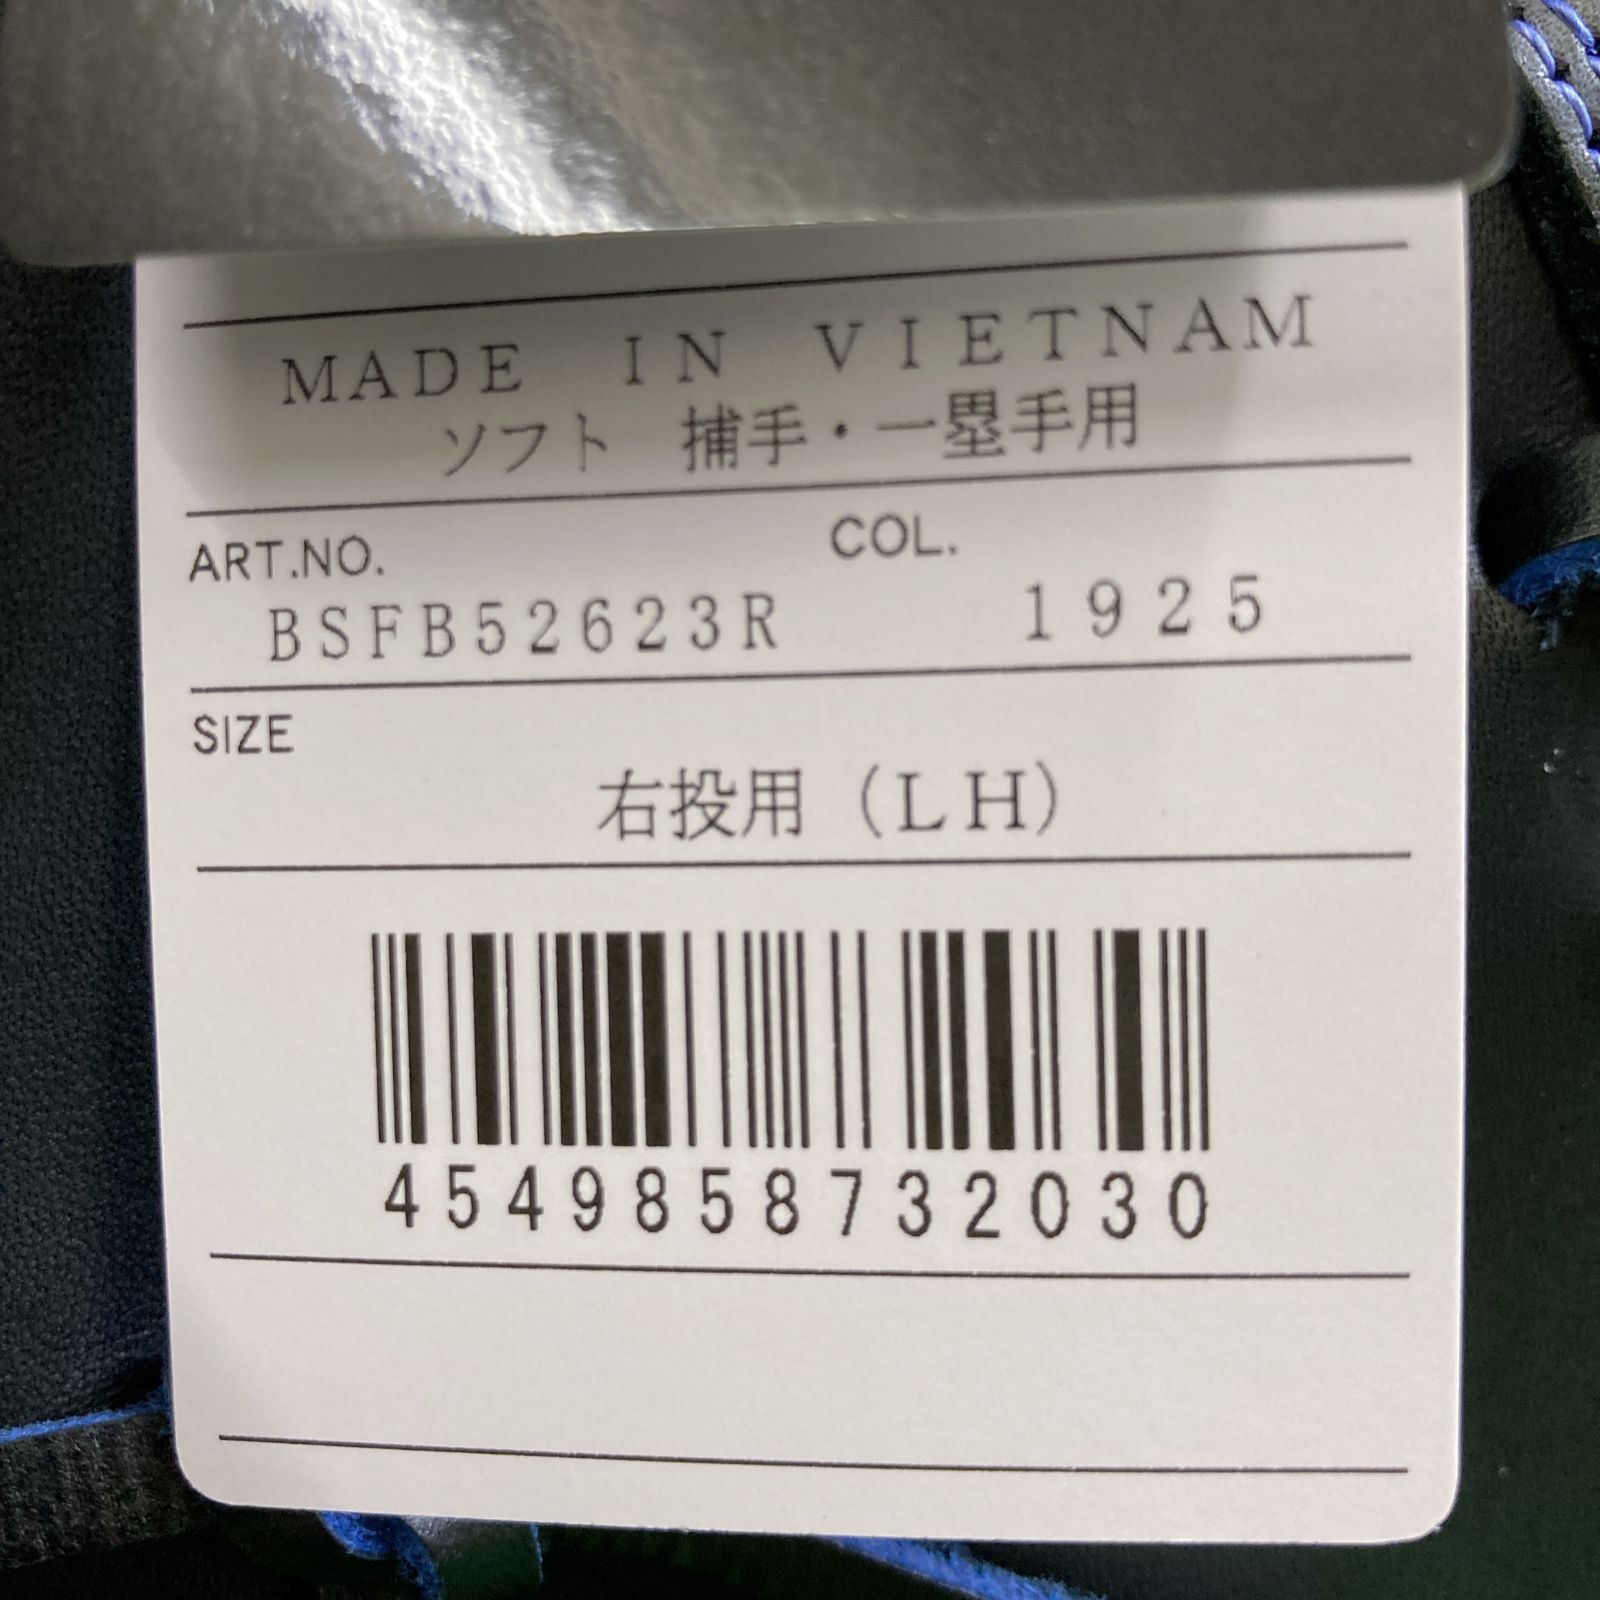 MADE IN VIETNAM
ソフト 捕手・一塁手用
ART.NO. COL.
BSFB52623R 1925
SIZE
右投用（LH）
4549858732030